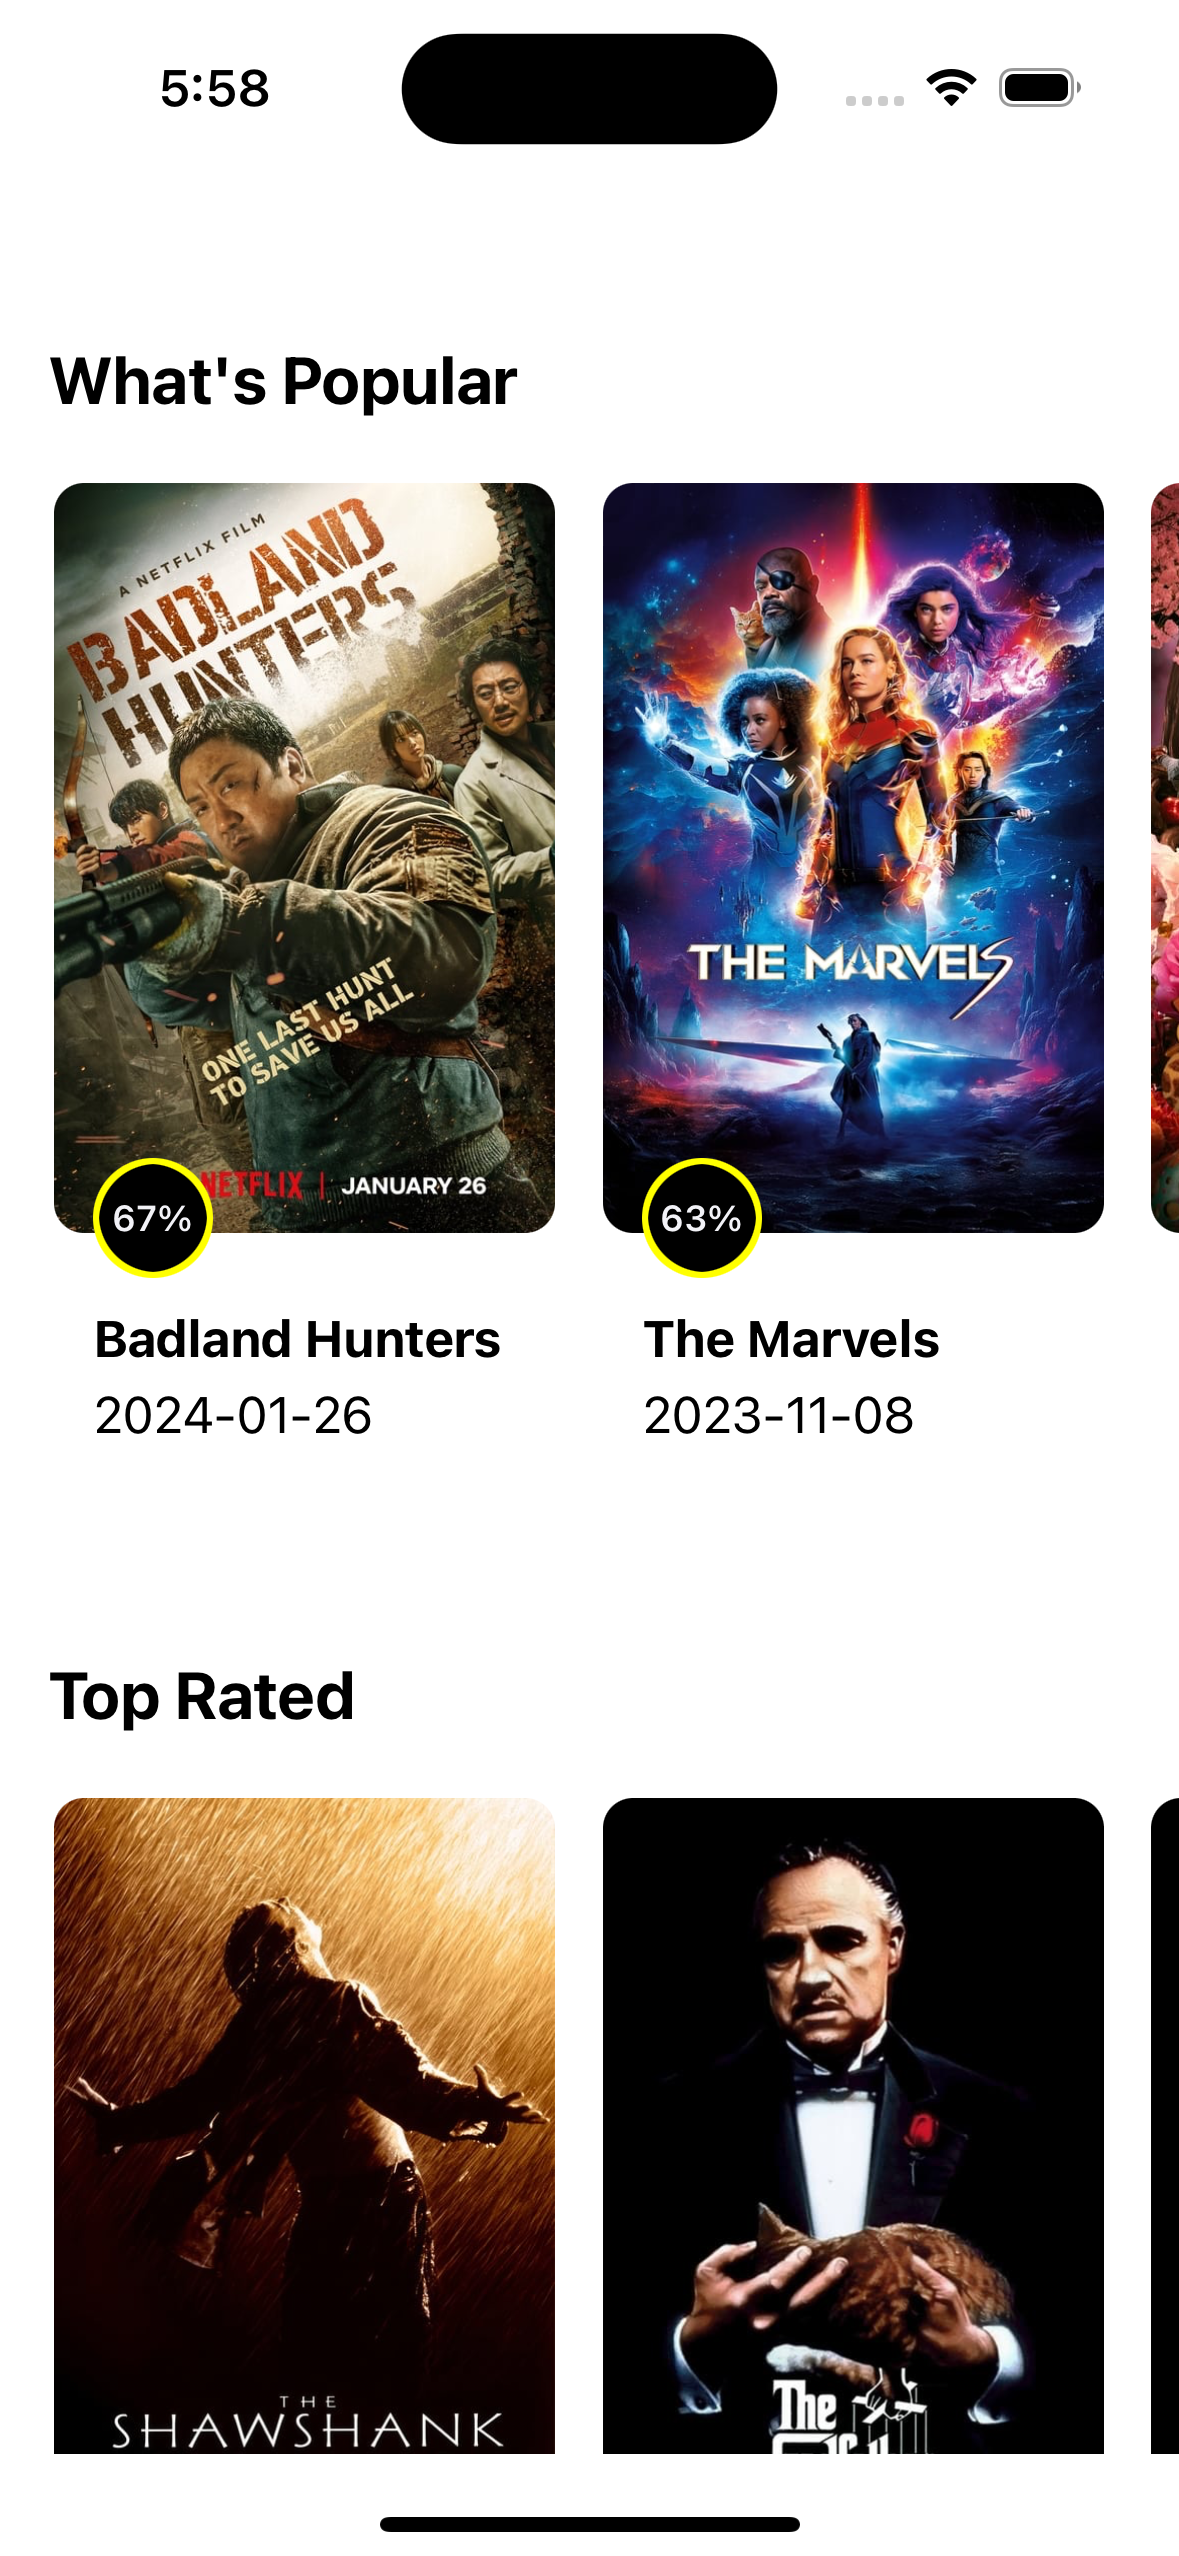 5:58
What's Popular
A NETFLIX FILM
BADLAND
HUNTERS
ONE LAST HUNT
TO SAVE US ALL
NETFLIX | JANUARY 26
THE MARVELS
67%
63%
Badland Hunters
The Marvels
2024-01-26
2023-11-08
Top Rated
THE
SHAWSHANK
The